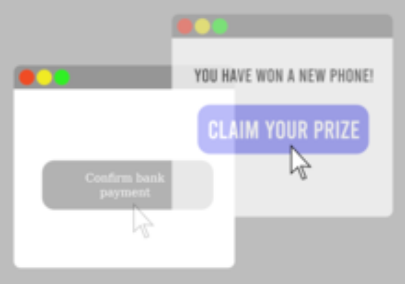 YOU HAVE WON A NEW PHONE!
CLAIM YOUR PRIZE
Confirm bank
payment